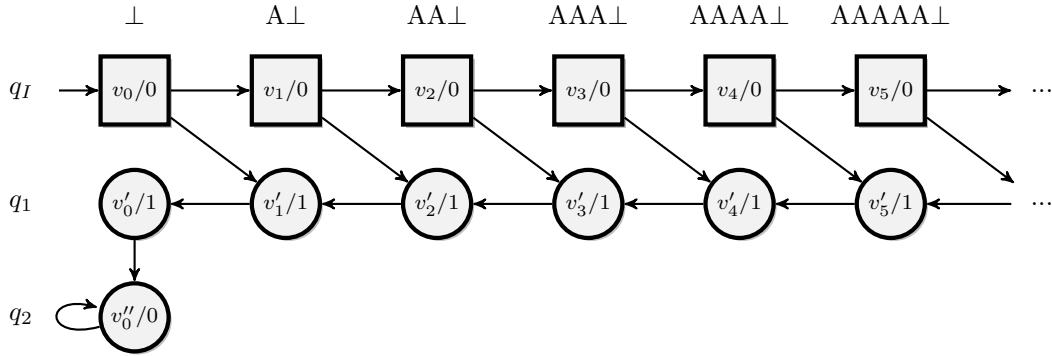 ⊥ A⊥ AA⊥ AAA⊥ AAAA⊥ AAAAA⊥
q_I v_0/0 v_1/0 v_2/0 v_3/0 v_4/0 v_5/0 ...
q_1 v'_0/1 v'_1/1 v'_2/1 v'_3/1 v'_4/1 v'_5/1 ...
q_2 v''_0/0